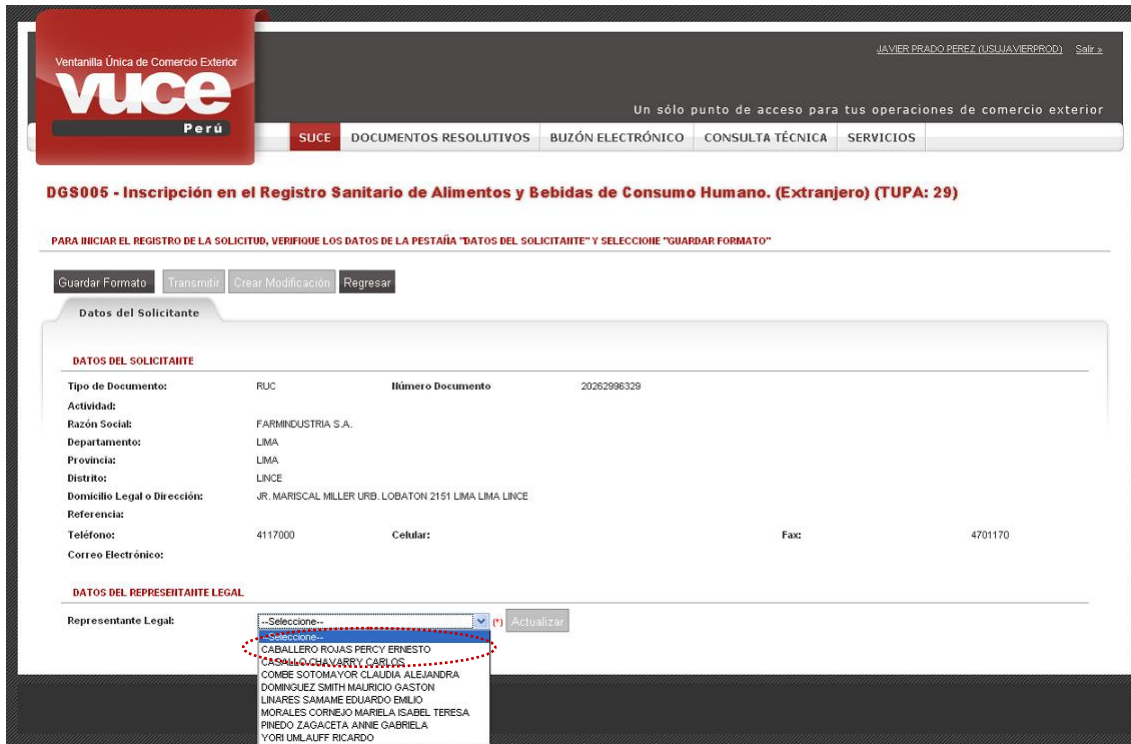 JAVIER PRADO PEREZ (USUJAVIERPROD) Salir »
Ventanilla Única de Comercio Exterior
vuce
Perú
Un sólo punto de acceso para tus operaciones de comercio exterior
SUCE DOCUMENTOS RESOLUTIVOS BUZÓN ELECTRÓNICO CONSULTA TÉCNICA SERVICIOS
DGS005 - Inscripción en el Registro Sanitario de Alimentos y Bebidas de Consumo Humano. (Extranjero) (TUPA: 29)
PARA INICIAR EL REGISTRO DE LA SOLICITUD, VERIFIQUE LOS DATOS DE LA PESTAÑA "DATOS DEL SOLICITANTE" Y SELECCIONE "GUARDAR FORMATO"
Guardar Formato Transmitir Crear Modificación Regresar
Datos del Solicitante
DATOS DEL SOLICITANTE
Tipo de Documento: RUC Número Documento 20262996329
Actividad:
Razón Social: FARMINDUSTRIA S.A.
Departamento: LIMA
Provincia: LIMA
Distrito: LINCE
Domicilio Legal o Dirección: JR. MARISCAL MILLER URB. LOBATON 2151 LIMA LIMA LINCE
Referencia:
Teléfono: 4117000 Celular: Fax: 4701170
Correo Electrónico:
DATOS DEL REPRESENTANTE LEGAL
Representante Legal: --Seleccione-- (*) Actualizar
--Seleccione--
CABALLERO ROJAS PERCY ERNESTO
CASALLO CHAVARRY CARLOS
COMBE SOTOMAYOR CLAUDIA ALEJANDRA
DOMINGUEZ SMITH MAURICIO GASTON
LINARES SAMAME EDUARDO EMILIO
MORALES CORNEJO MARIELA ISABEL TERESA
PINEDO ZAGACETA ANNIE GABRIELA
YORI UMLAUFF RICARDO